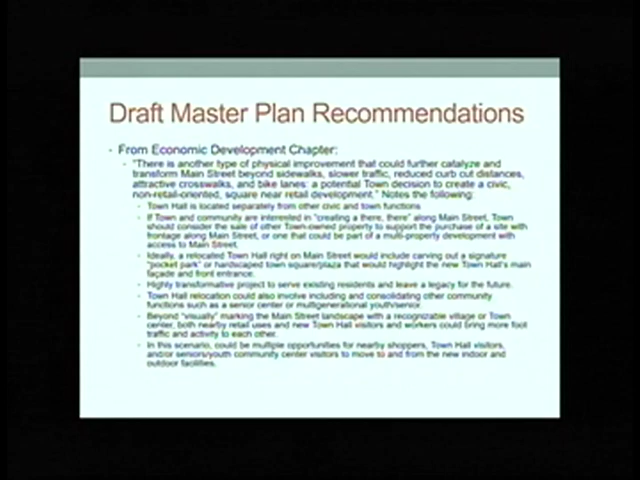 Draft Master Plan Recommendations
From Economic Development Chapter:
"There is another type of physical improvement that could further catalyze and
transform Main Street beyond sidewalks, slower traffic, reduced curb cut distances,
attractive crosswalks, and bike lanes: a potential Town decision to create a civic,
non-retail-oriented, square near retail development." Notes the following:
Town Hall is located separately from other civic and town functions
If Town and community are interested in "creating a there, there" along Main Street, Town
should consider the sale of other Town-owned property to support the purchase of a site with
frontage along Main Street, or one that could be part of a multi-property development with
access to Main Street.
Ideally, a relocated Town Hall right on Main Street would include carving out a signature
"pocket park" or hardscaped town square/plaza that would highlight the new Town Hall's main
façade and front entrance.
Highly transformative project to serve existing residents and leave a legacy for the future.
Town Hall relocation could also involve including and consolidating other community
functions such as a senior center or multigenerational youth/senior.
Beyond "visually" marking the Main Street landscape with a recognizable village or Town
center, both nearby retail uses and new Town Hall visitors and workers could bring more foot
traffic and activity to each other.
In this scenario, could be multiple opportunities for nearby shoppers, Town Hall visitors,
and/or seniors/youth community center visitors to move to and from the new indoor and
outdoor facilities.